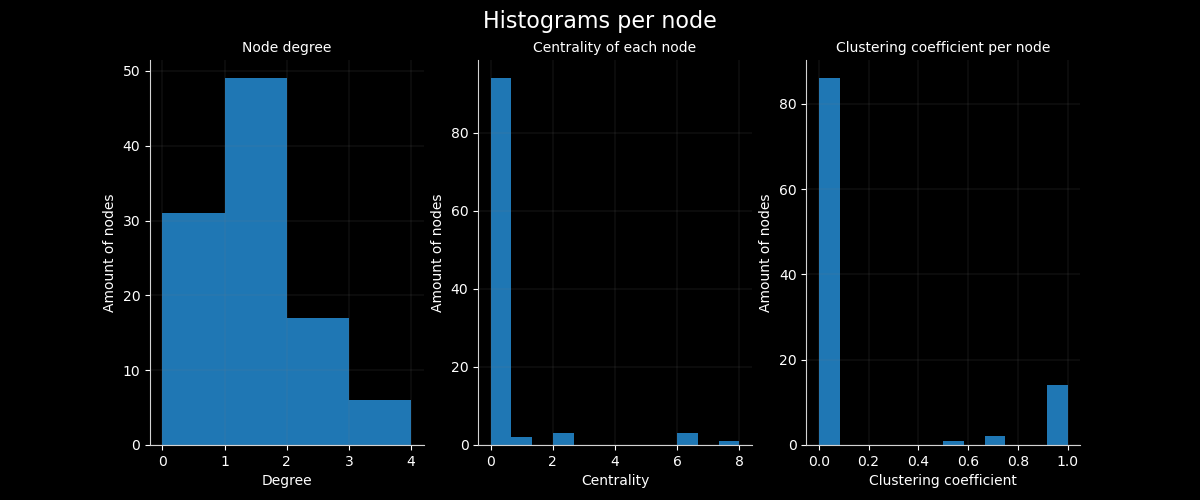 Histograms per node
Node degree
Centrality of each node
Clustering coefficient per node
Amount of nodes
50
40
30
20
10
0
0 1 2 3 4
Degree
Amount of nodes
80
60
40
20
0
0 2 4 6 8
Centrality
Amount of nodes
80
60
40
20
0
0.0 0.2 0.4 0.6 0.8 1.0
Clustering coefficient